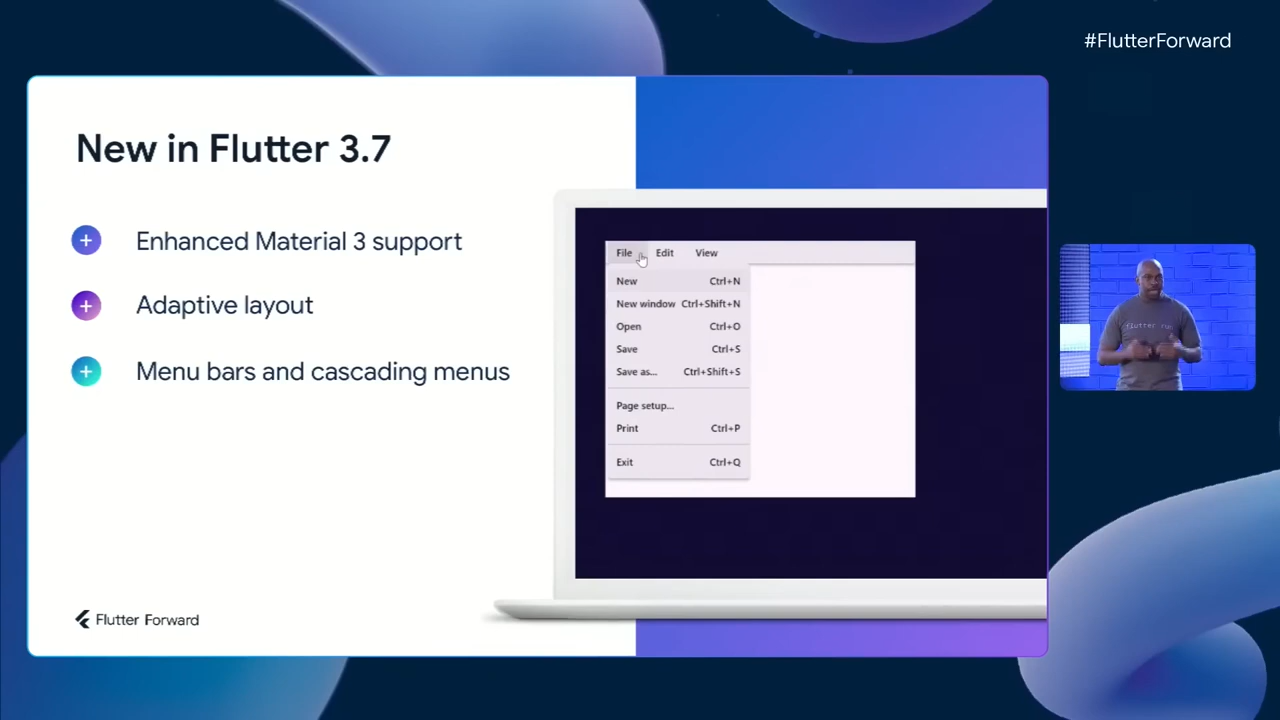 #FlutterForward
New in Flutter 3.7
Enhanced Material 3 support
Adaptive layout
Menu bars and cascading menus
File Edit View
New Ctrl+N
New window Ctrl+Shift+N
Open Ctrl+O
Save Ctrl+S
Save as... Ctrl+Shift+S
Page setup...
Print Ctrl+P
Exit Ctrl+Q
flutter run
Flutter Forward